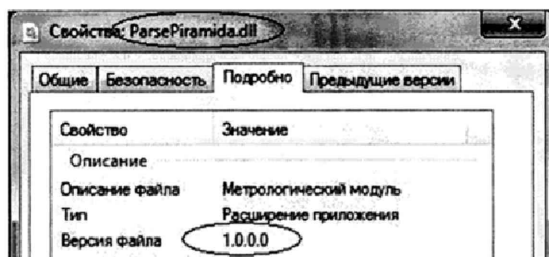 Свойства: ParsePiramida.dll
Общие Безопасность Подробно Предыдущие версии
Свойство Значение
Описание
Описание файла Метрологический модуль
Тип Расширение приложения
Версия файла 1.0.0.0